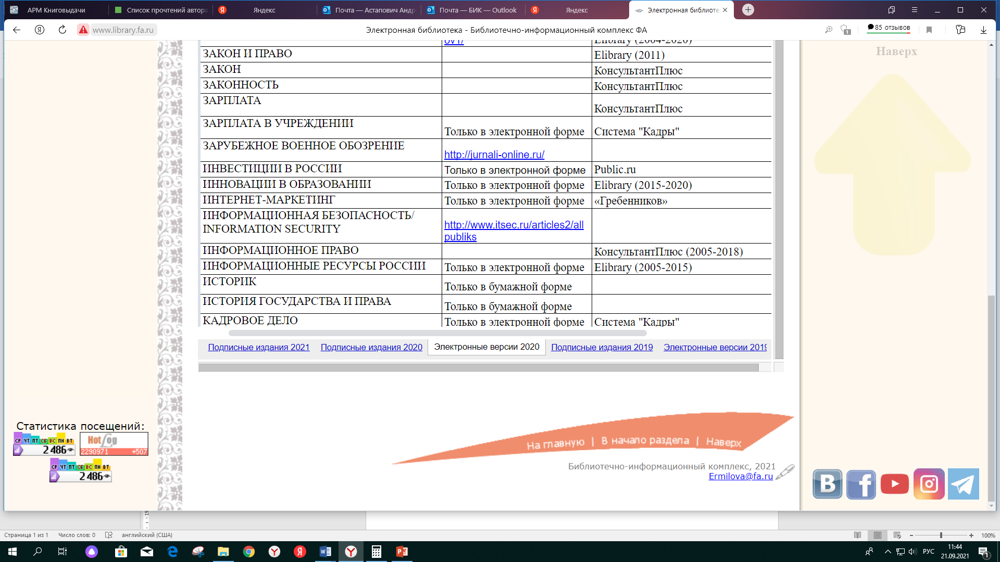 АРМ Книговыдачи
Список прочтений автора
Яндекс
Почта — Астапович Андр
Почта — БИК — Outlook
Яндекс
Электронная библиоте
www.library.fa.ru
Электронная библиотека - Библиотечно-информационный комплекс ФА
85 отзывов
Elibrary (2004-2020)
ЗАКОН И ПРАВО Elibrary (2011)
ЗАКОН КонсультантПлюс
ЗАКОННОСТЬ КонсультантПлюс
ЗАРПЛАТА КонсультантПлюс
ЗАРПЛАТА В УЧРЕЖДЕНИИ Только в электронной форме Система "Кадры"
ЗАРУБЕЖНОЕ ВОЕННОЕ ОБОЗРЕНИЕ http://jurnali-online.ru/
ИНВЕСТИЦИИ В РОССИИ Только в электронной форме Public.ru
ИННОВАЦИИ В ОБРАЗОВАНИИ Только в электронной форме Elibrary (2015-2020)
ИНТЕРНЕТ-МАРКЕТИНГ Только в электронной форме «Гребенников»
ИНФОРМАЦИОННАЯ БЕЗОПАСНОСТЬ/
INFORMATION SECURITY
http://www.itsec.ru/articles2/all
publiks
ИНФОРМАЦИОННОЕ ПРАВО КонсультантПлюс (2005-2018)
ИНФОРМАЦИОННЫЕ РЕСУРСЫ РОССИИ Только в электронной форме Elibrary (2005-2015)
ИСТОРИК Только в бумажной форме
ИСТОРИЯ ГОСУДАРСТВА И ПРАВА Только в бумажной форме
КАДРОВОЕ ДЕЛО Только в электронной форме Система "Кадры"
Подписные издания 2021 Подписные издания 2020 Электронные версии 2020 Подписные издания 2019 Электронные версии 2019
Наверх
Статистика посещений:
СР ЧТ ПТ СБ ВС ПН ВТ
2 486
HotLog
2290971 +507
СР ЧТ ПТ СБ ВС ПН ВТ
2 486
На главную | В начало раздела | Наверх
Библиотечно-информационный комплекс, 2021
Ermilova@fa.ru
Страница 1 из 1 Число слов: 0 английский (США) 100%
РУС
11:44
21.09.2021